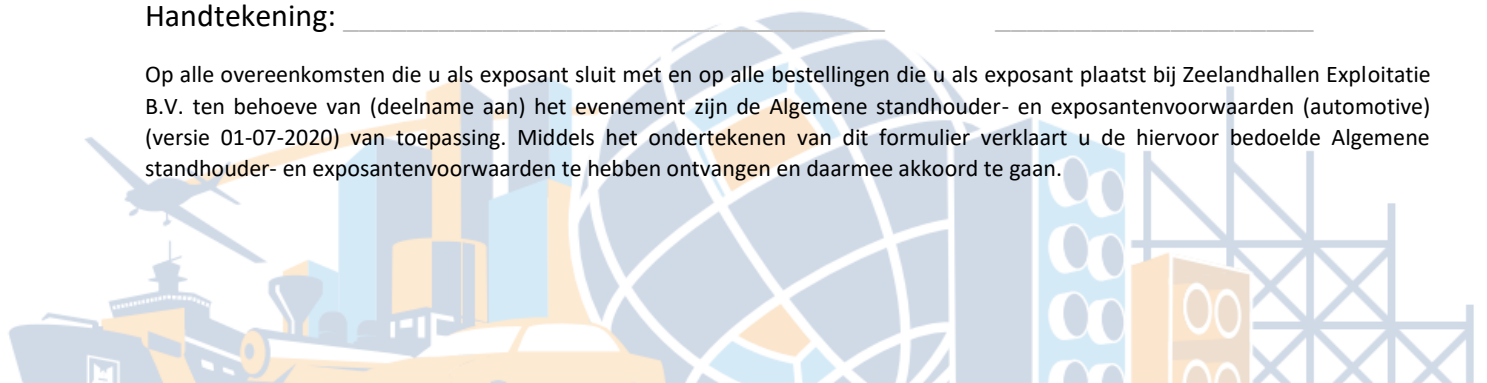 Handtekening: ______________________________________ ______________________
Op alle overeenkomsten die u als exposant sluit met en op alle bestellingen die u als exposant plaatst bij Zeelandhallen Exploitatie
B.V. ten behoeve van (deelname aan) het evenement zijn de Algemene standhouder- en exposantenvoorwaarden (automotive)
(versie 01-07-2020) van toepassing. Middels het ondertekenen van dit formulier verklaart u de hiervoor bedoelde Algemene
standhouder- en exposantenvoorwaarden te hebben ontvangen en daarmee akkoord te gaan.